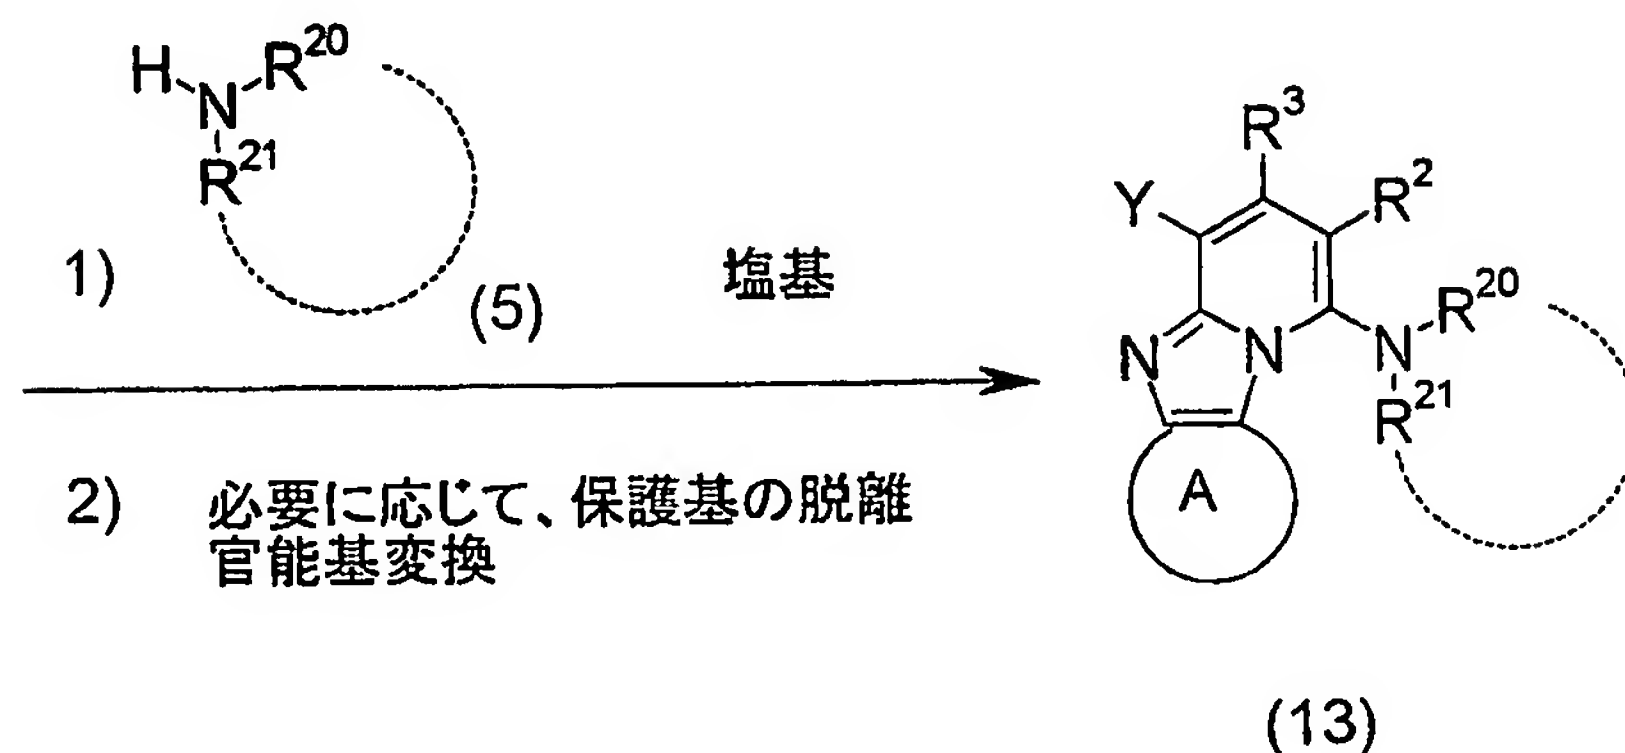 H N R20
R21
1) (5) 塩基
2) 必要に応じて、保護基の脱離
官能基変換
R3
Y R2
N N N R20
R21
A
(13)